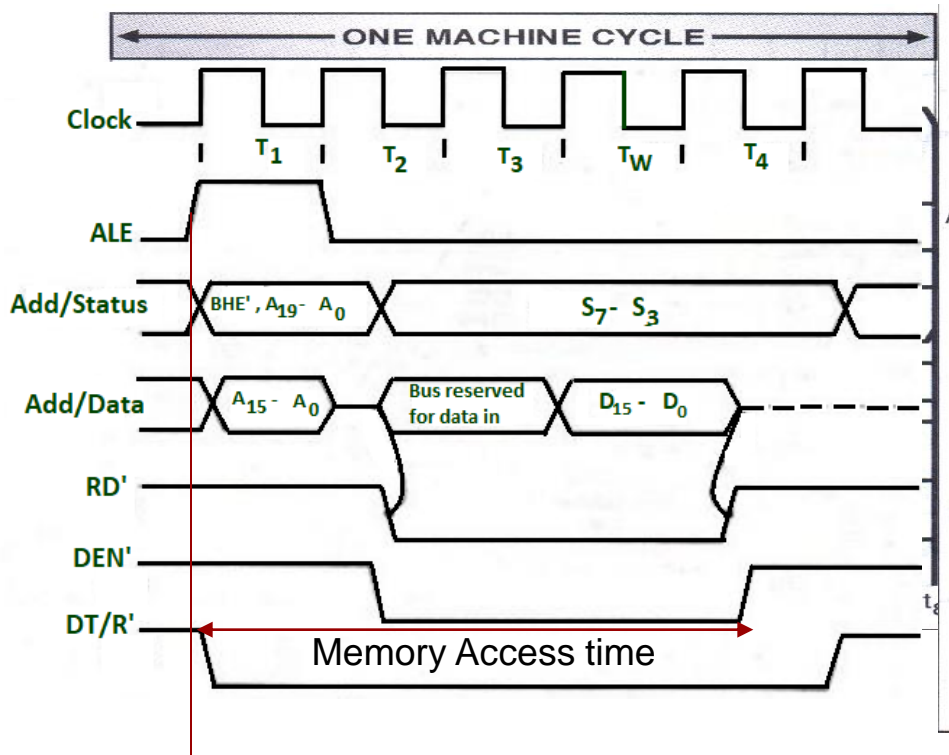 ONE MACHINE CYCLE
Clock
T1 T2 T3 TW T4
ALE
Add/Status BHE', A19 - A0 S7 - S3
Add/Data A15 - A0 Bus reserved
for data in D15 - D0
RD'
DEN'
DT/R'
Memory Access time